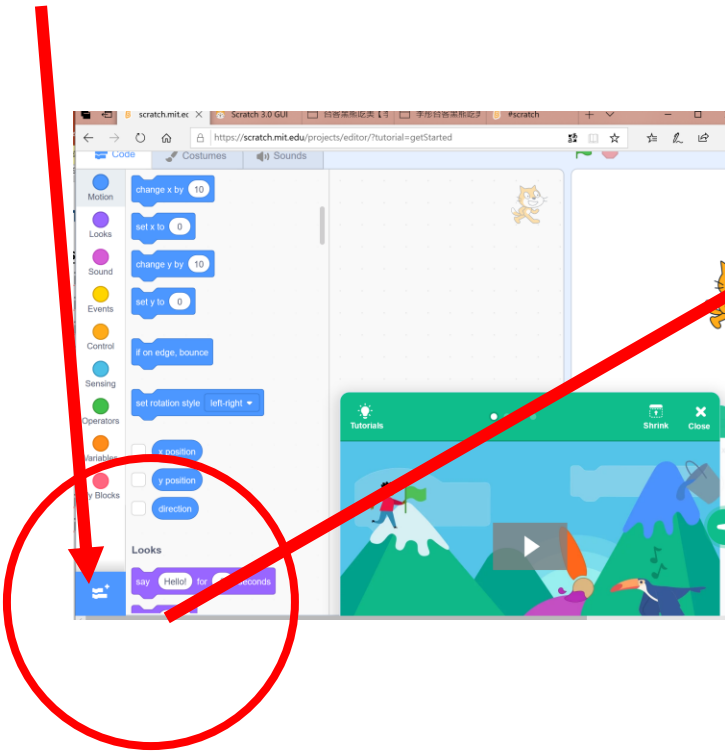 scratch.mit.ec
Scratch 3.0 GUI
#scratch
https://scratch.mit.edu/projects/editor/?tutorial=getStarted
Code
Costumes
Sounds
Motion
Looks
Sound
Events
Control
Sensing
Operators
Variables
y Blocks
change x by 10
set x to 0
change y by 10
set y to 0
if on edge, bounce
set rotation style left-right
x position
y position
direction
Looks
say Hello! for seconds
Tutorials
Shrink
Close